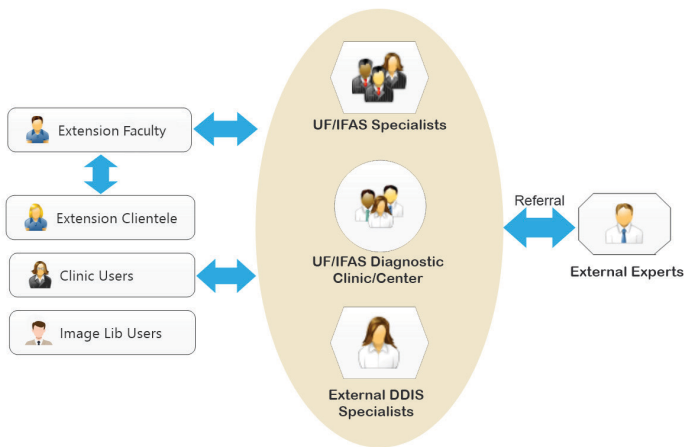 Extension Faculty
Extension Clientele
Clinic Users
Image Lib Users
UF/IFAS Specialists
UF/IFAS Diagnostic
Clinic/Center
External DDIS
Specialists
Referral
External Experts